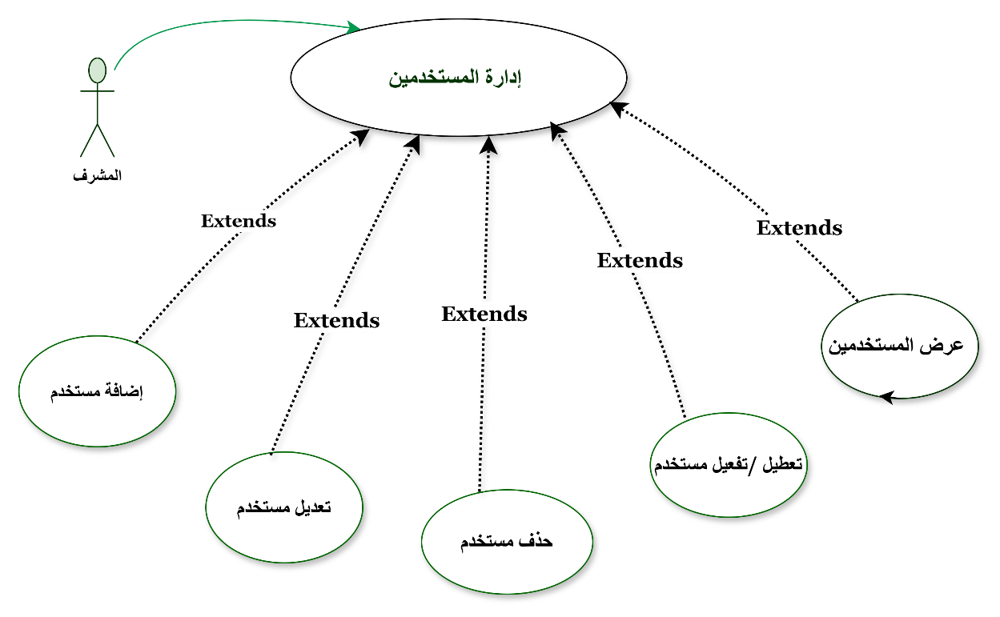 إدارة المستخدمين
المشرف
Extends
Extends
Extends
Extends
Extends
عرض المستخدمين
إضافة مستخدم
تعطيل /تفعيل مستخدم
تعديل مستخدم
حذف مستخدم